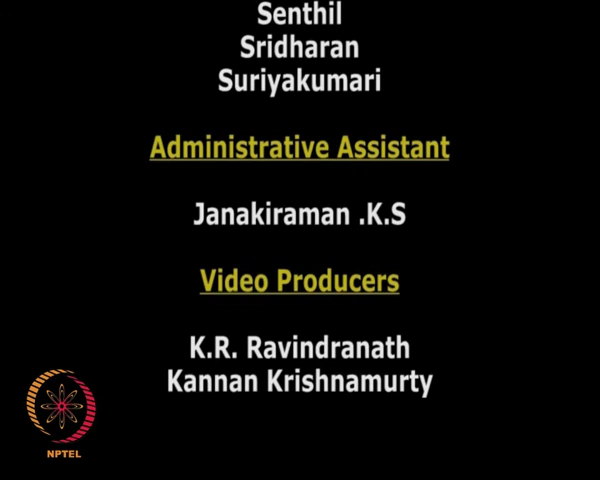 Senthil
Sridharan
Suriyakumari
Administrative Assistant
Janakiraman .K.S
Video Producers
K.R. Ravindranath
Kannan Krishnamurty
NPTEL